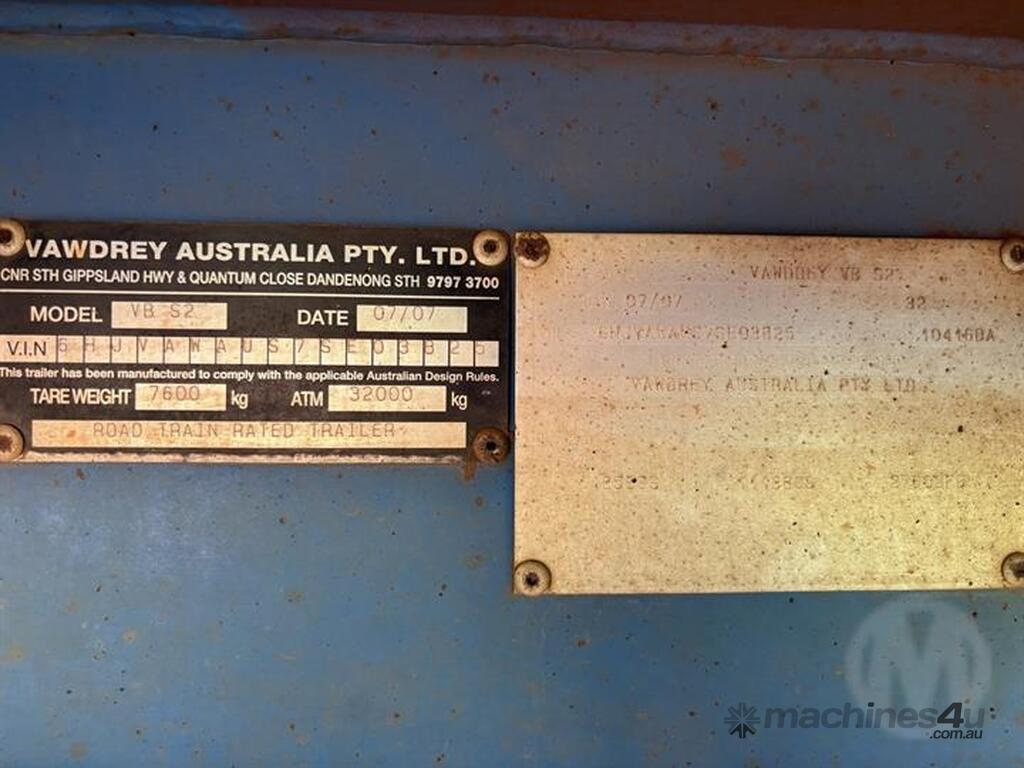 VAWDREY AUSTRALIA PTY. LTD.
CNR STH GIPPSLAND HWY & QUANTUM CLOSE DANDENONG STH 9797 3700
MODEL VB S2 DATE 07/07
V.I.N 6HJVAWAUS7SE03825
This trailer has been manufactured to comply with the applicable Australian Design Rules.
TARE WEIGHT 7600 kg ATM 32000 kg
ROAD TRAIN RATED TRAILER
VAWDREY VB S2
07/07 32
10416BA
VAWDREY AUSTRALIA PTY LTD.
M
machines4u
.com.au